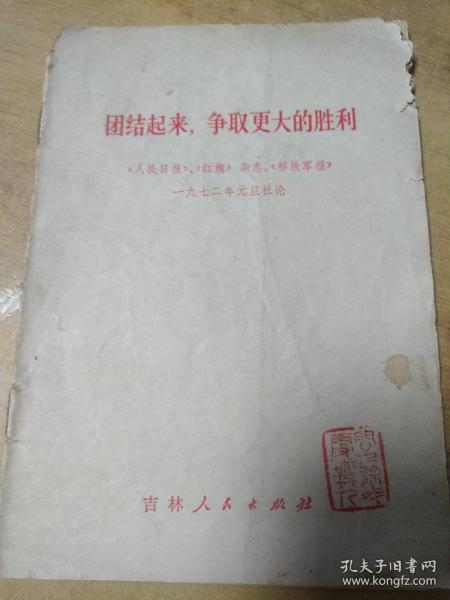 团结起来，争取更大的胜利
《人民日报》、《红旗》杂志、《解放军报》
一九七二年元旦社论
吉林人民出版社
孔夫子旧书网
www.kongfz.com